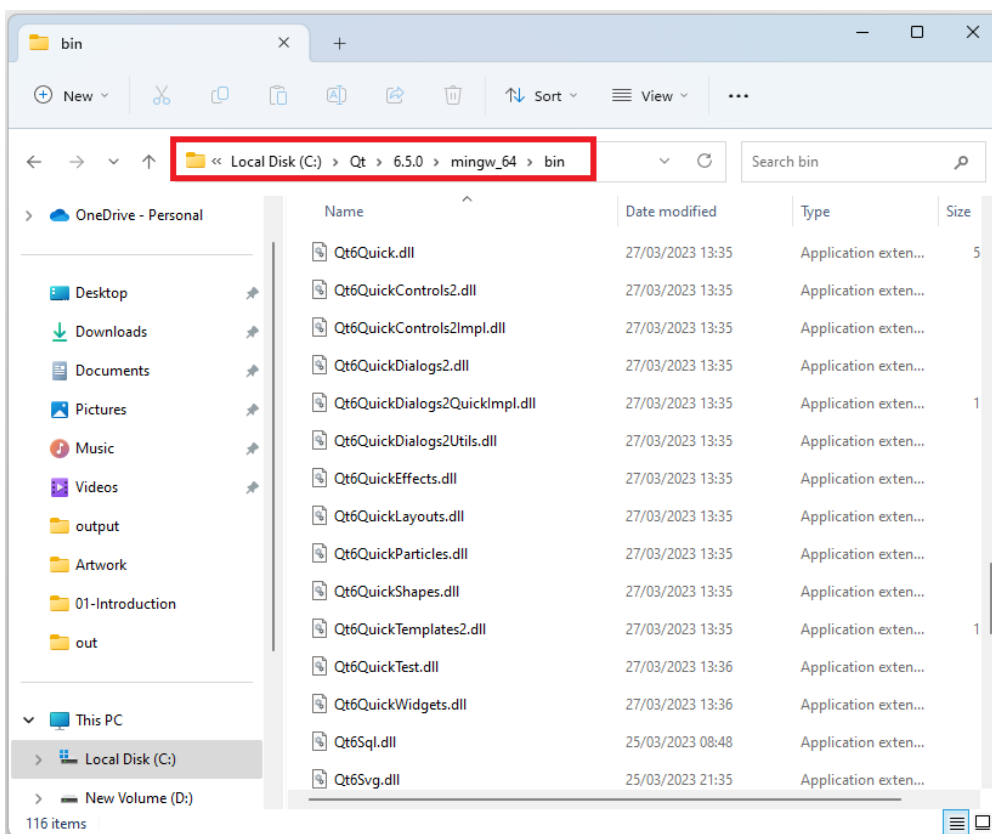 bin
New Sort View
« Local Disk (C:) > Qt > 6.5.0 > mingw_64 > bin Search bin
OneDrive - Personal
Desktop
Downloads
Documents
Pictures
Music
Videos
output
Artwork
01-Introduction
out
This PC
Local Disk (C:)
New Volume (D:)
Name Date modified Type Size
Qt6Quick.dll 27/03/2023 13:35 Application exten... 5
Qt6QuickControls2.dll 27/03/2023 13:35 Application exten...
Qt6QuickControls2Impl.dll 27/03/2023 13:35 Application exten...
Qt6QuickDialogs2.dll 27/03/2023 13:35 Application exten...
Qt6QuickDialogs2QuickImpl.dll 27/03/2023 13:35 Application exten... 1
Qt6QuickDialogs2Utils.dll 27/03/2023 13:35 Application exten...
Qt6QuickEffects.dll 27/03/2023 13:35 Application exten...
Qt6QuickLayouts.dll 27/03/2023 13:35 Application exten...
Qt6QuickParticles.dll 27/03/2023 13:35 Application exten...
Qt6QuickShapes.dll 27/03/2023 13:35 Application exten...
Qt6QuickTemplates2.dll 27/03/2023 13:35 Application exten... 1
Qt6QuickTest.dll 27/03/2023 13:36 Application exten...
Qt6QuickWidgets.dll 27/03/2023 13:36 Application exten...
Qt6Sql.dll 25/03/2023 08:48 Application exten...
Qt6Svg.dll 25/03/2023 21:35 Application exten...
116 items